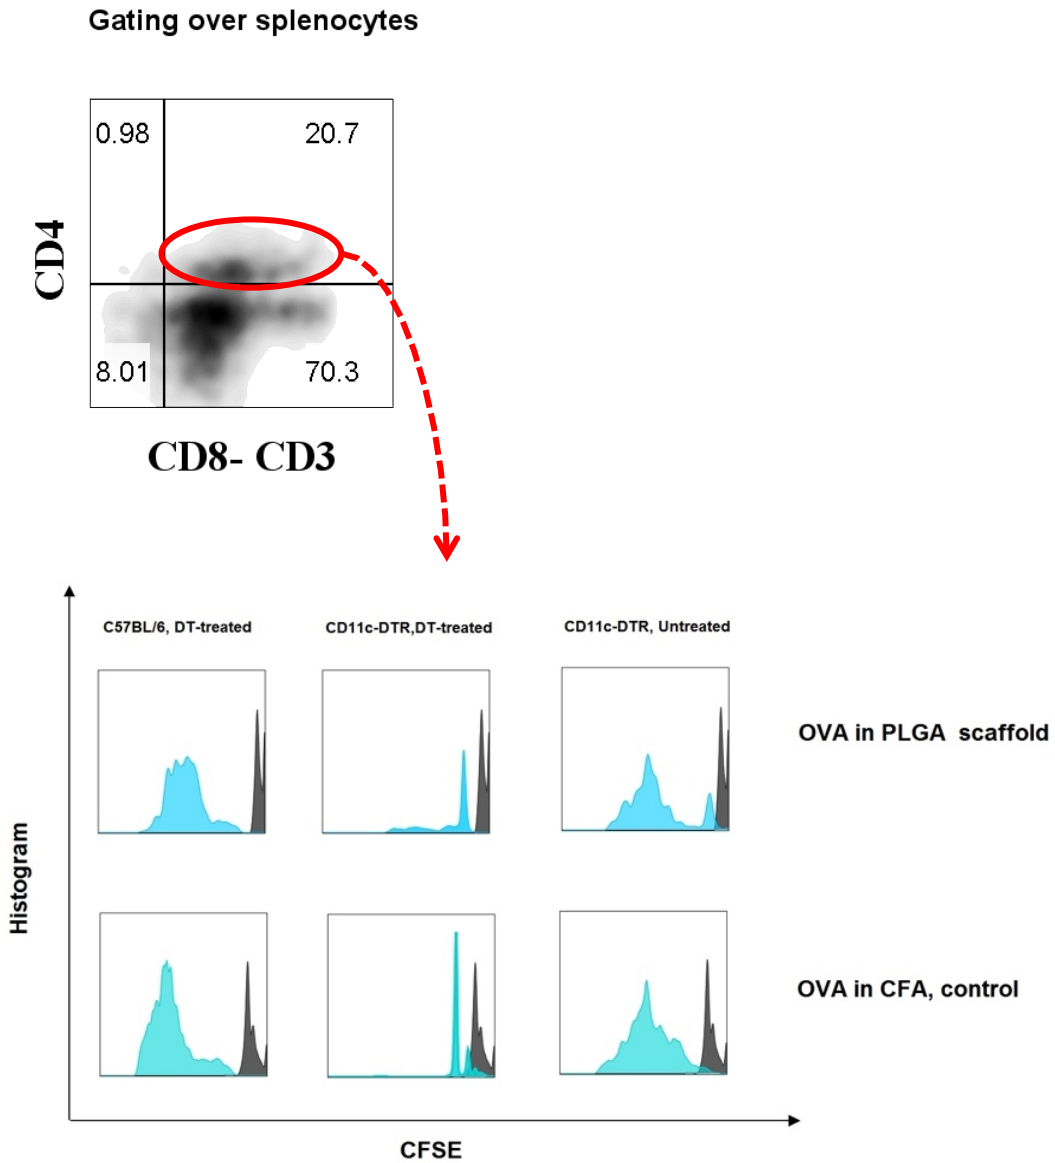 Gating over splenocytes
0.98 20.7
CD4
8.01 70.3
CD8- CD3
C57BL/6, DT-treated CD11c-DTR,DT-treated CD11c-DTR, Untreated
OVA in PLGA scaffold
Histogram
OVA in CFA, control
CFSE